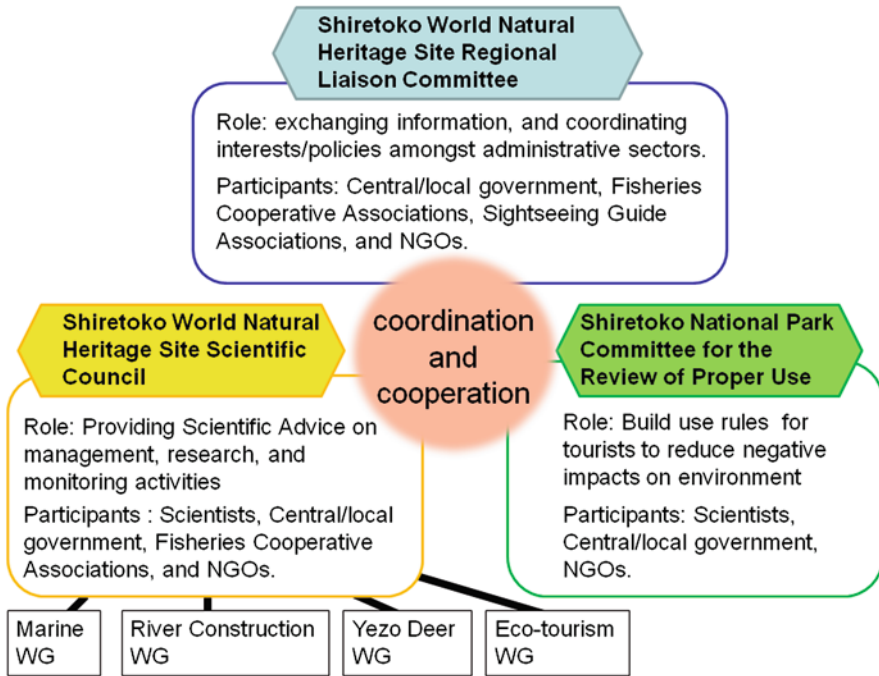 Shiretoko World Natural
Heritage Site Regional
Liaison Committee
Role: exchanging information, and coordinating
interests/policies amongst administrative sectors.
Participants: Central/local government, Fisheries
Cooperative Associations, Sightseeing Guide
Associations, and NGOs.
coordination
and
cooperation
Shiretoko World Natural
Heritage Site Scientific
Council
Role: Providing Scientific Advice on
management, research, and
monitoring activities
Participants : Scientists, Central/local
government, Fisheries Cooperative
Associations, and NGOs.
Shiretoko National Park
Committee for the
Review of Proper Use
Role: Build use rules for
tourists to reduce negative
impacts on environment
Participants: Scientists,
Central/local government,
NGOs.
Marine
WG
River Construction
WG
Yezo Deer
WG
Eco-tourism
WG